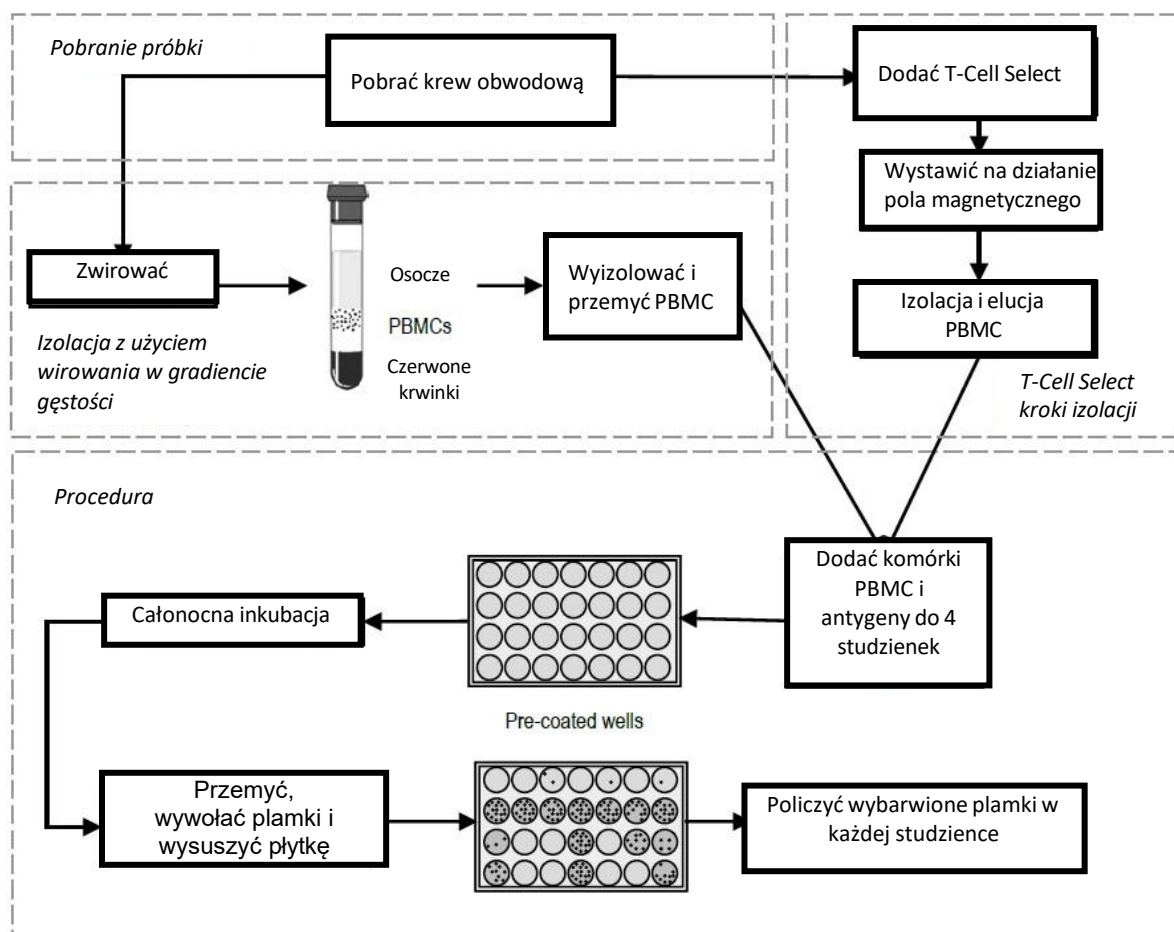 Pobranie próbki
Pobrać krew obwodową
Dodać T-Cell Select
Wystawić na działanie
pola magnetycznego
Izolacja i elucja
PBMC
T-Cell Select
kroki izolacji
Zwirować
Osocze
PBMCs
Czerwone
krwinki
Wyizolować i
przemyć PBMC
Izolacja z użyciem
wirowania w gradiencie
gęstości
Procedura
Dodać komórki
PBMC i
antygeny do 4
studzienek
Całonocna inkubacja
Pre-coated wells
Przemyć,
wywołać plamki i
wysuszyć płytkę
Policzyć wybarwione plamki w
każdej studzience